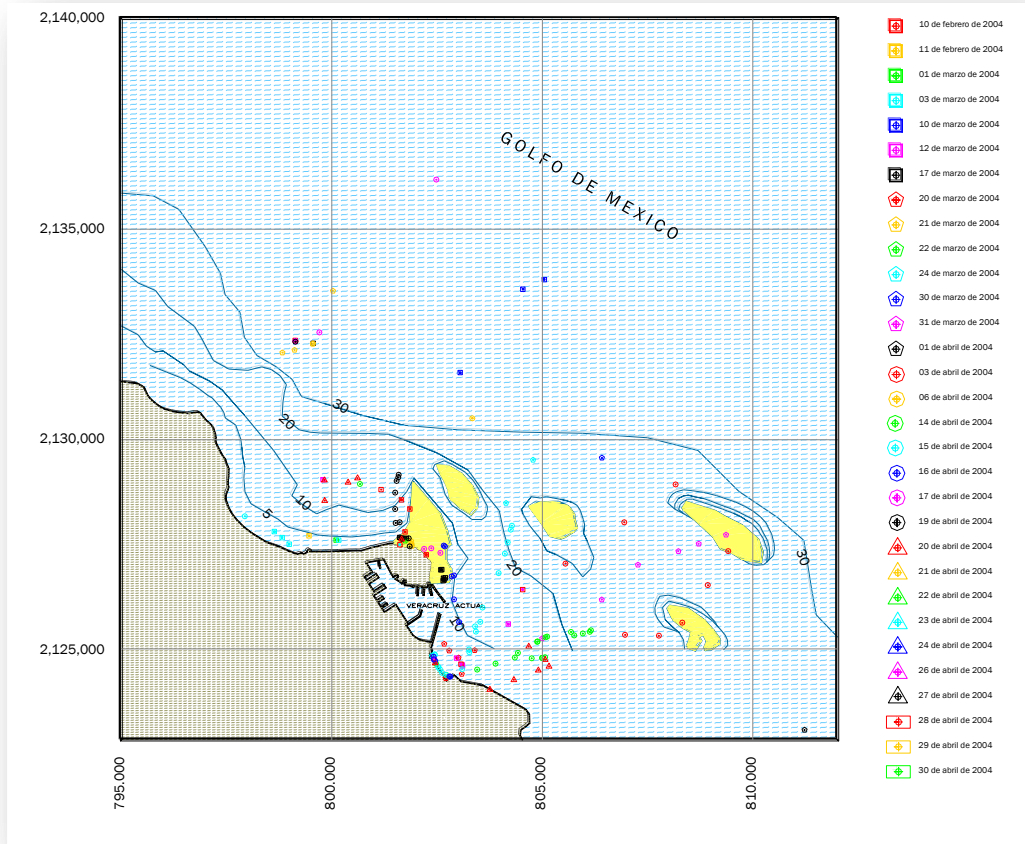 2,140,000
2,135,000
2,130,000
2,125,000
795.000
800.000
805.000
810.000
GOLFO DE MEXICO
30
20
10
5
20
30
10
VERACRUZ ACTUA
10 de febrero de 2004
11 de febrero de 2004
01 de marzo de 2004
03 de marzo de 2004
10 de marzo de 2004
12 de marzo de 2004
17 de marzo de 2004
20 de marzo de 2004
21 de marzo de 2004
22 de marzo de 2004
24 de marzo de 2004
30 de marzo de 2004
31 de marzo de 2004
01 de abril de 2004
03 de abril de 2004
06 de abril de 2004
14 de abril de 2004
15 de abril de 2004
16 de abril de 2004
17 de abril de 2004
19 de abril de 2004
20 de abril de 2004
21 de abril de 2004
22 de abril de 2004
23 de abril de 2004
24 de abril de 2004
26 de abril de 2004
27 de abril de 2004
28 de abril de 2004
29 de abril de 2004
30 de abril de 2004